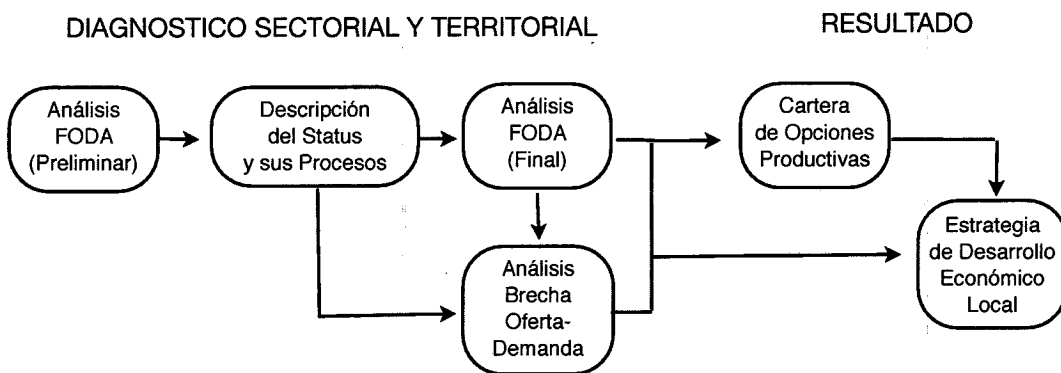 DIAGNOSTICO SECTORIAL Y TERRITORIAL
RESULTADO
Análisis
FODA
(Preliminar)
Descripción
del Status
y sus Procesos
Análisis
FODA
(Final)
Cartera
de Opciones
Productivas
Análisis
Brecha
Oferta-
Demanda
Estrategia
de Desarrollo
Económico
Local